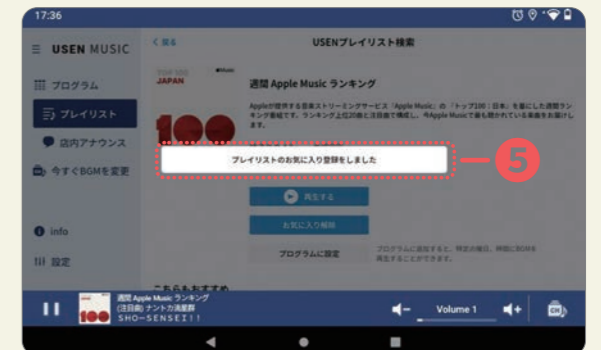 17:36
USEN MUSIC
< 戻る
USENプレイリスト検索
プログラム
プレイリスト
店内アナウンス
今すぐBGMを変更
info
設定
TOP 100
Music
JAPAN
100
週間 Apple Music ランキング
Appleが提供する音楽ストリーミングサービス「Apple Music」の「トップ100：日本」を基にした週間ラン
キング番組です。ランキング上位20曲と注目曲で構成し、今Apple Musicで最も聴かれている楽曲をお届けし
ます。
プレイリストのお気に入り登録をしました
5
再生する
お気に入り解除
プログラムに設定
プログラムに追加すると、特定の曜日、時間にBGMを
再生することができます。
こちらもおすすめ
100
週間 Apple Music ランキング
(注目曲) ナントカ流星群
SHO-SENSEI!!
Volume 1
CH